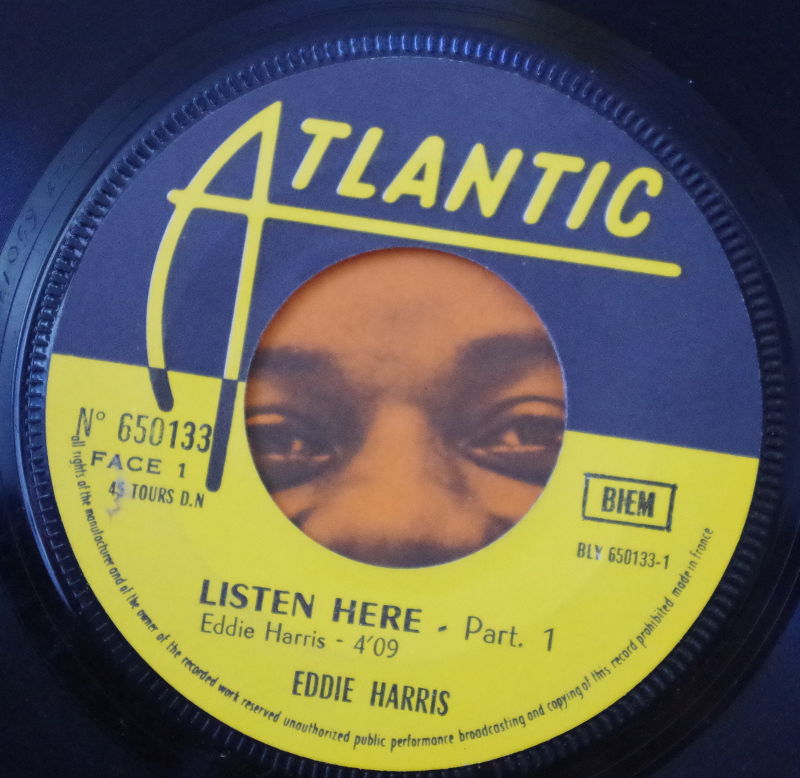 ATLANTIC
Nº 650133
FACE 1
45 TOURS D.N
BIEM
BLY 650133-1
LISTEN HERE - Part. 1
Eddie Harris - 4'09
EDDIE HARRIS
all rights of the manufacturer and of the owner of the recorded work reserved unauthorized public performance broadcasting and copying of this record prohibited made in france